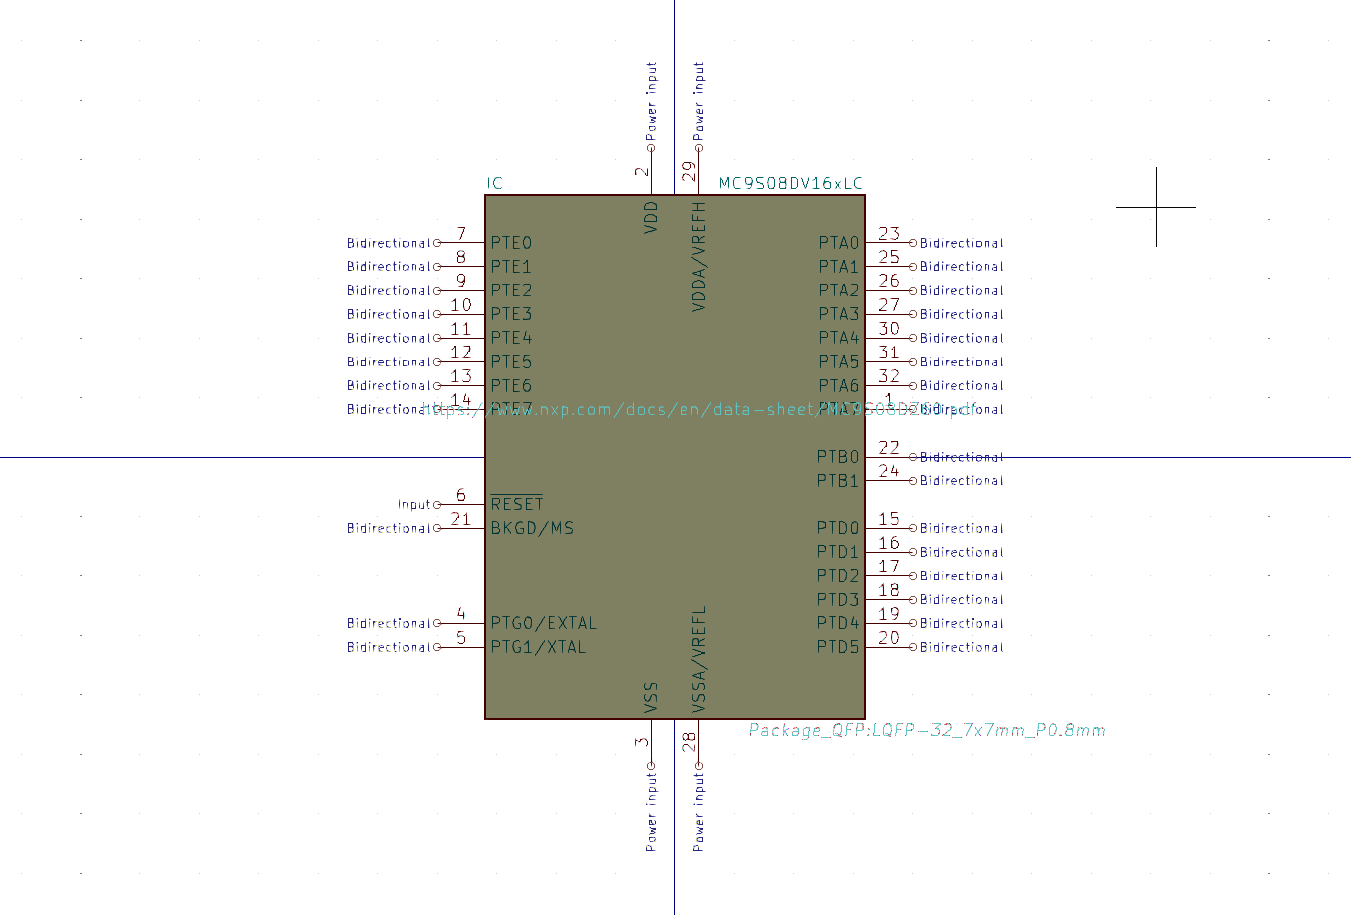 Power input Power input
2 29
IC MC9S08DV16xLC
VDD VDDA/VREFH
Bidirectional 7 PTE0 PTA0 23 Bidirectional
Bidirectional 8 PTE1 PTA1 25 Bidirectional
Bidirectional 9 PTE2 PTA2 26 Bidirectional
Bidirectional 10 PTE3 PTA3 27 Bidirectional
Bidirectional 11 PTE4 PTA4 30 Bidirectional
Bidirectional 12 PTE5 PTA5 31 Bidirectional
Bidirectional 13 PTE6 PTA6 32 Bidirectional
Bidirectional 14 PTE7 PTA7 1 Bidirectional
https://www.nxp.com/docs/en/data-sheet/MC9S08DZ60.pdf
PTB0 22 Bidirectional
PTB1 24 Bidirectional
Input 6 RESET
Bidirectional 21 BKGD/MS PTD0 15 Bidirectional
PTD1 16 Bidirectional
PTD2 17 Bidirectional
PTD3 18 Bidirectional
Bidirectional 4 PTG0/EXTAL PTD4 19 Bidirectional
Bidirectional 5 PTG1/XTAL PTD5 20 Bidirectional
VSS VSSA/VREFL
Package_QFP:LQFP-32_7x7mm_P0.8mm
3 28
Power input Power input